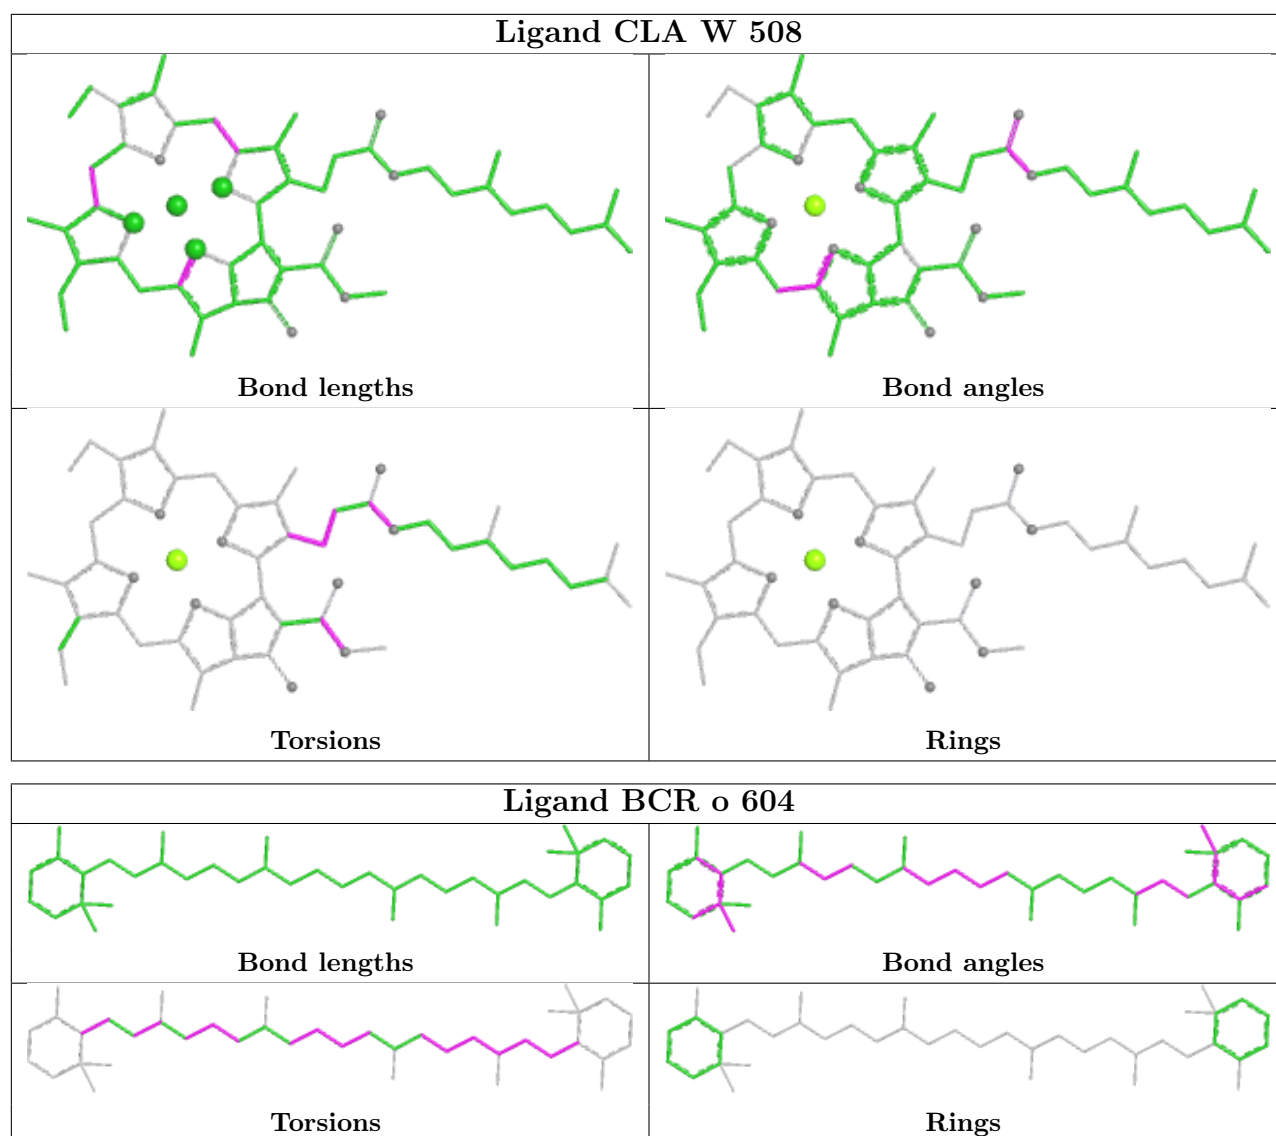 Ligand CLA W 508
Bond lengths
Bond angles
Torsions
Rings
Ligand BCR o 604
Bond lengths
Bond angles
Torsions
Rings